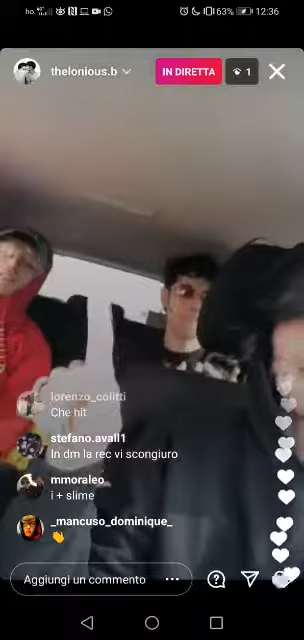 ho. 63% 12:36
thelonious.b IN DIRETTA 1
lorenzo_colitti
Che hit
stefano.avall1
In dm la rec vi scongiuro
mmoraleo
i + slime
_mancuso_dominique_
Aggiungi un commento